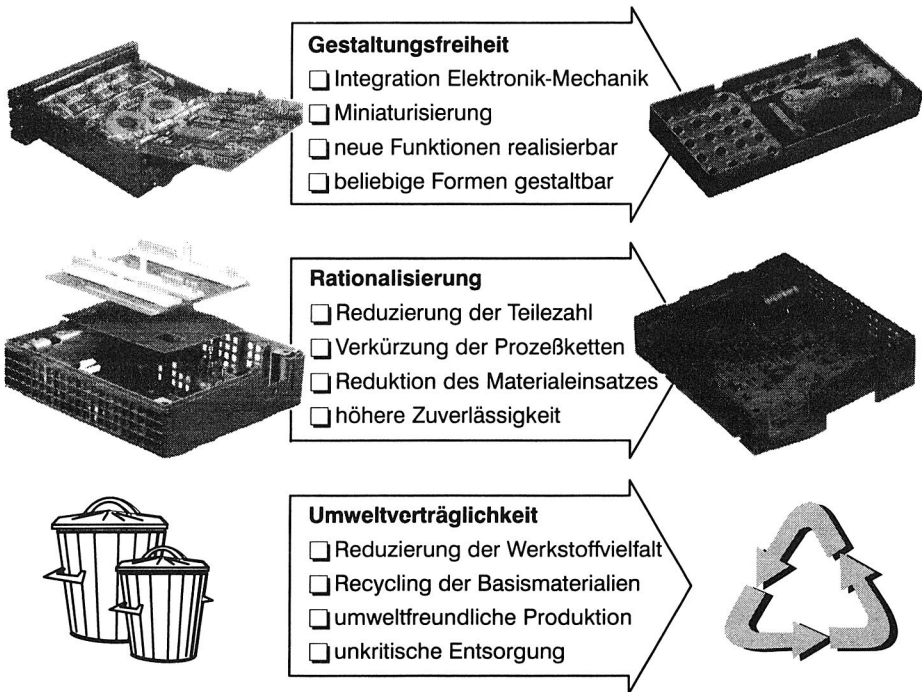 Gestaltungsfreiheit
❏ Integration Elektronik-Mechanik
❏ Miniaturisierung
❏ neue Funktionen realisierbar
❏ beliebige Formen gestaltbar
Rationalisierung
❏ Reduzierung der Teilezahl
❏ Verkürzung der Prozeßketten
❏ Reduktion des Materialeinsatzes
❏ höhere Zuverlässigkeit
Umweltverträglichkeit
❏ Reduzierung der Werkstoffvielfalt
❏ Recycling der Basismaterialien
❏ umweltfreundliche Produktion
❏ unkritische Entsorgung